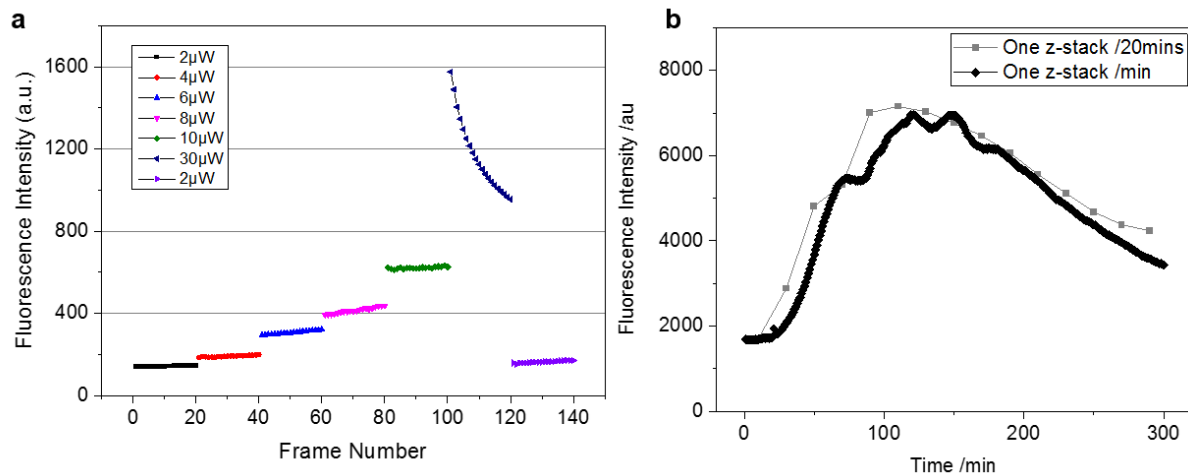 a
Fluorescence Intensity (a.u.)
1600
1200
800
400
0
2µW
4µW
6µW
8µW
10µW
30µW
2µW
0 20 40 60 80 100 120 140
Frame Number
b
Fluorescence Intensity /au
8000
6000
4000
2000
0
One z-stack /20mins
One z-stack /min
0 100 200 300
Time /min